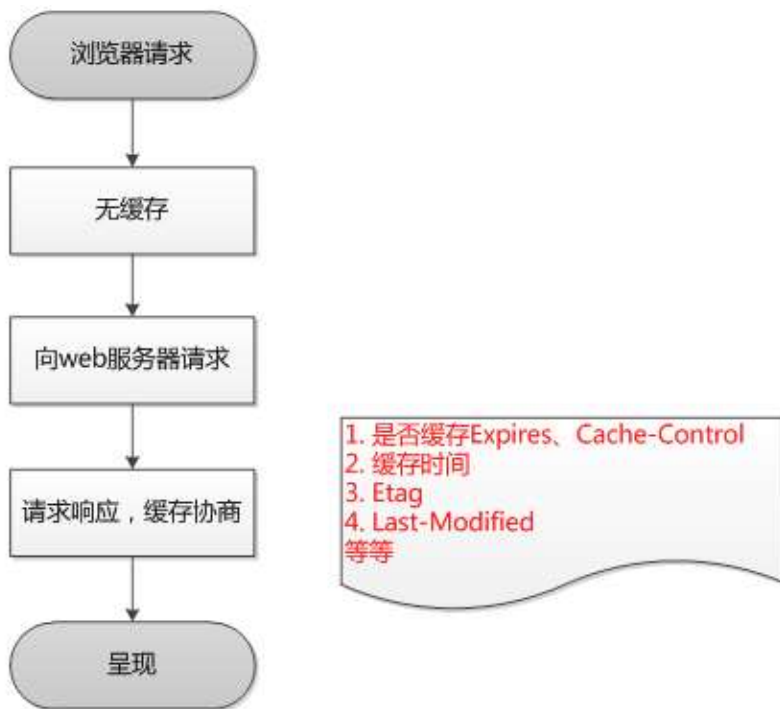 浏览器请求
无缓存
向web服务器请求
请求响应，缓存协商
呈现
1. 是否缓存Expires、Cache-Control
2. 缓存时间
3. Etag
4. Last-Modified
等等